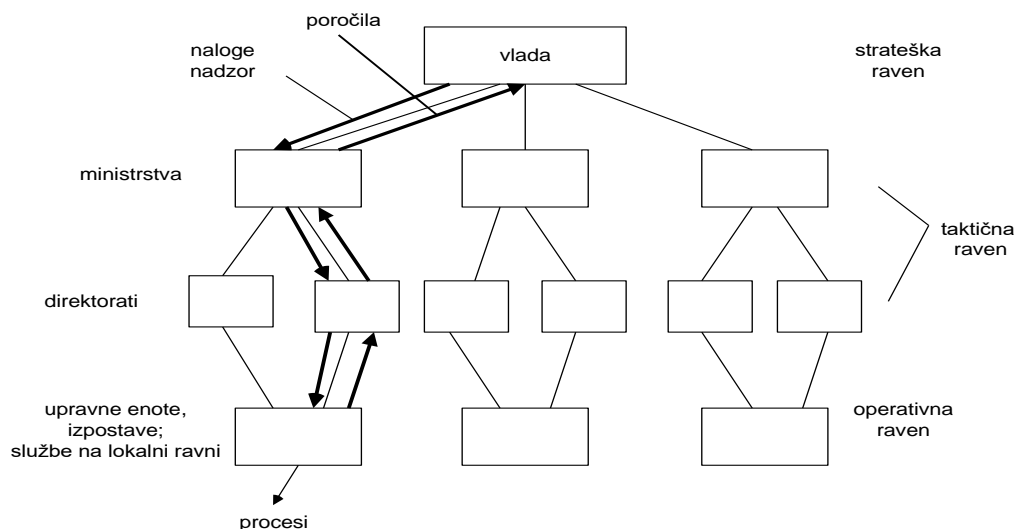 poročila
naloge
nadzor
vlada
strateška
raven
ministrstva
taktična
raven
direktorati
upravne enote,
izpostave;
službe na lokalni ravni
operativna
raven
procesi